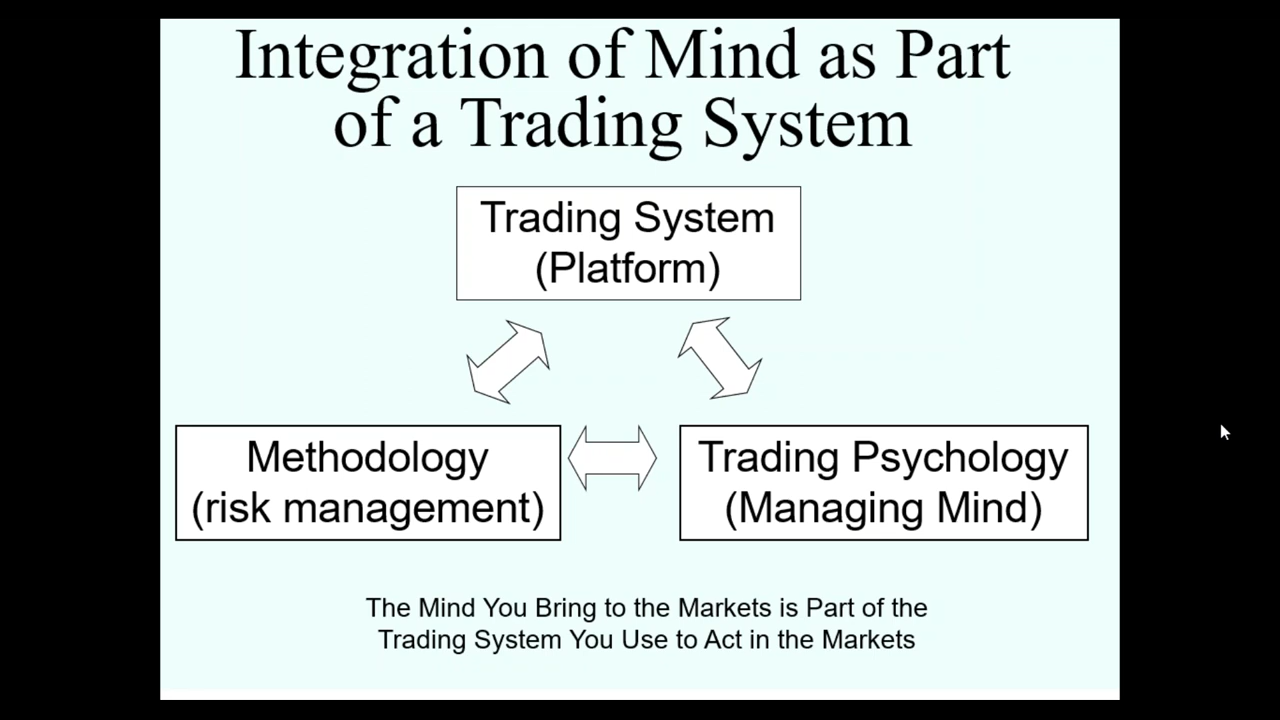 Integration of Mind as Part
of a Trading System
Trading System
(Platform)
Methodology
(risk management)
Trading Psychology
(Managing Mind)
The Mind You Bring to the Markets is Part of the
Trading System You Use to Act in the Markets